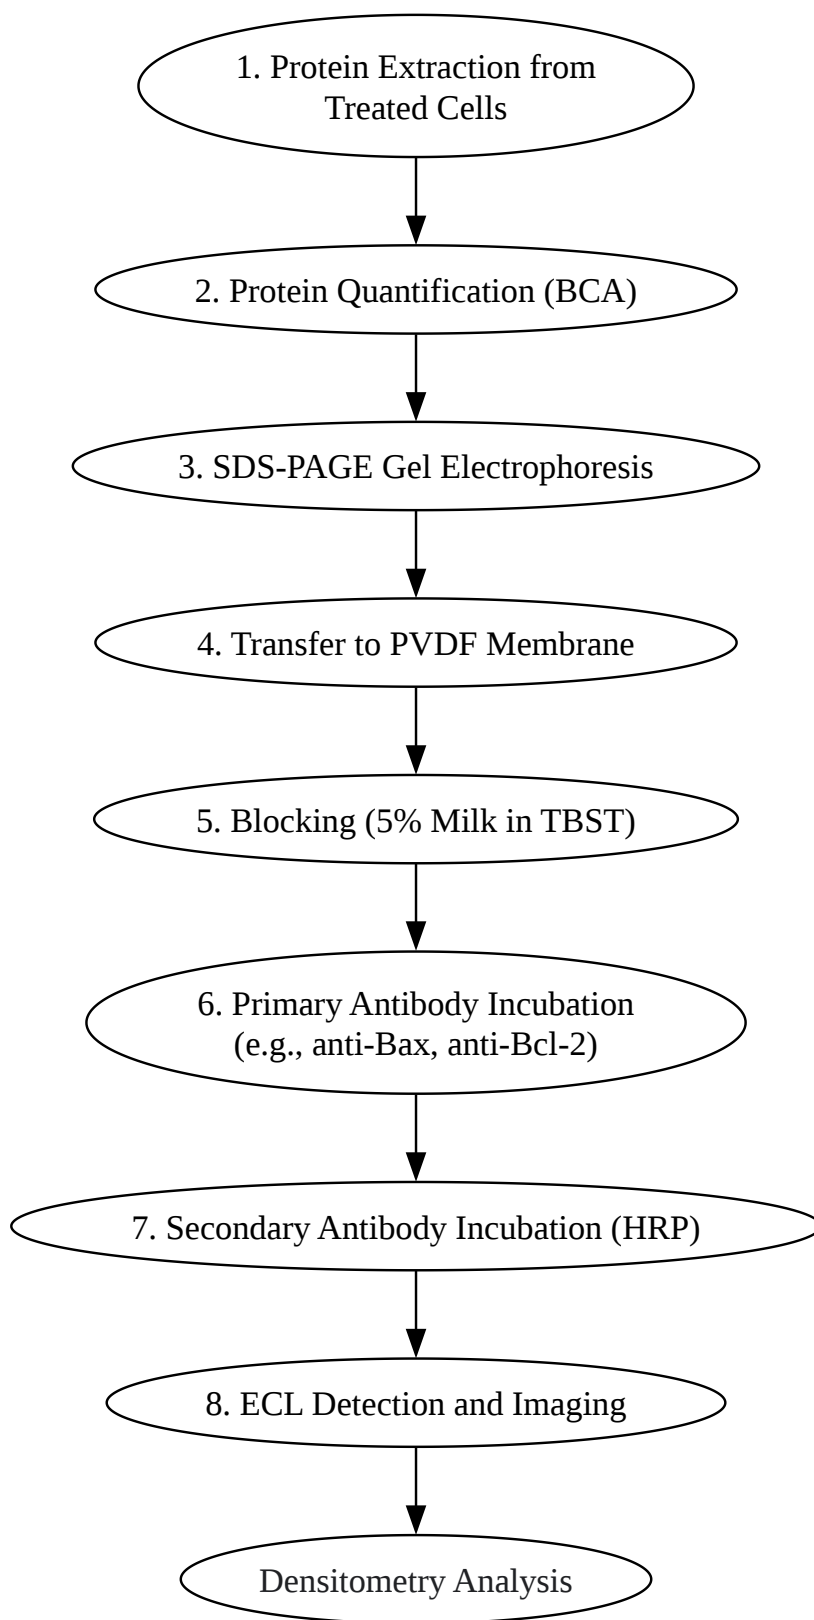 1. Protein Extraction from
Treated Cells
2. Protein Quantification (BCA)
3. SDS-PAGE Gel Electrophoresis
4. Transfer to PVDF Membrane
5. Blocking (5% Milk in TBST)
6. Primary Antibody Incubation
(e.g., anti-Bax, anti-Bcl-2)
7. Secondary Antibody Incubation (HRP)
8. ECL Detection and Imaging
Densitometry Analysis